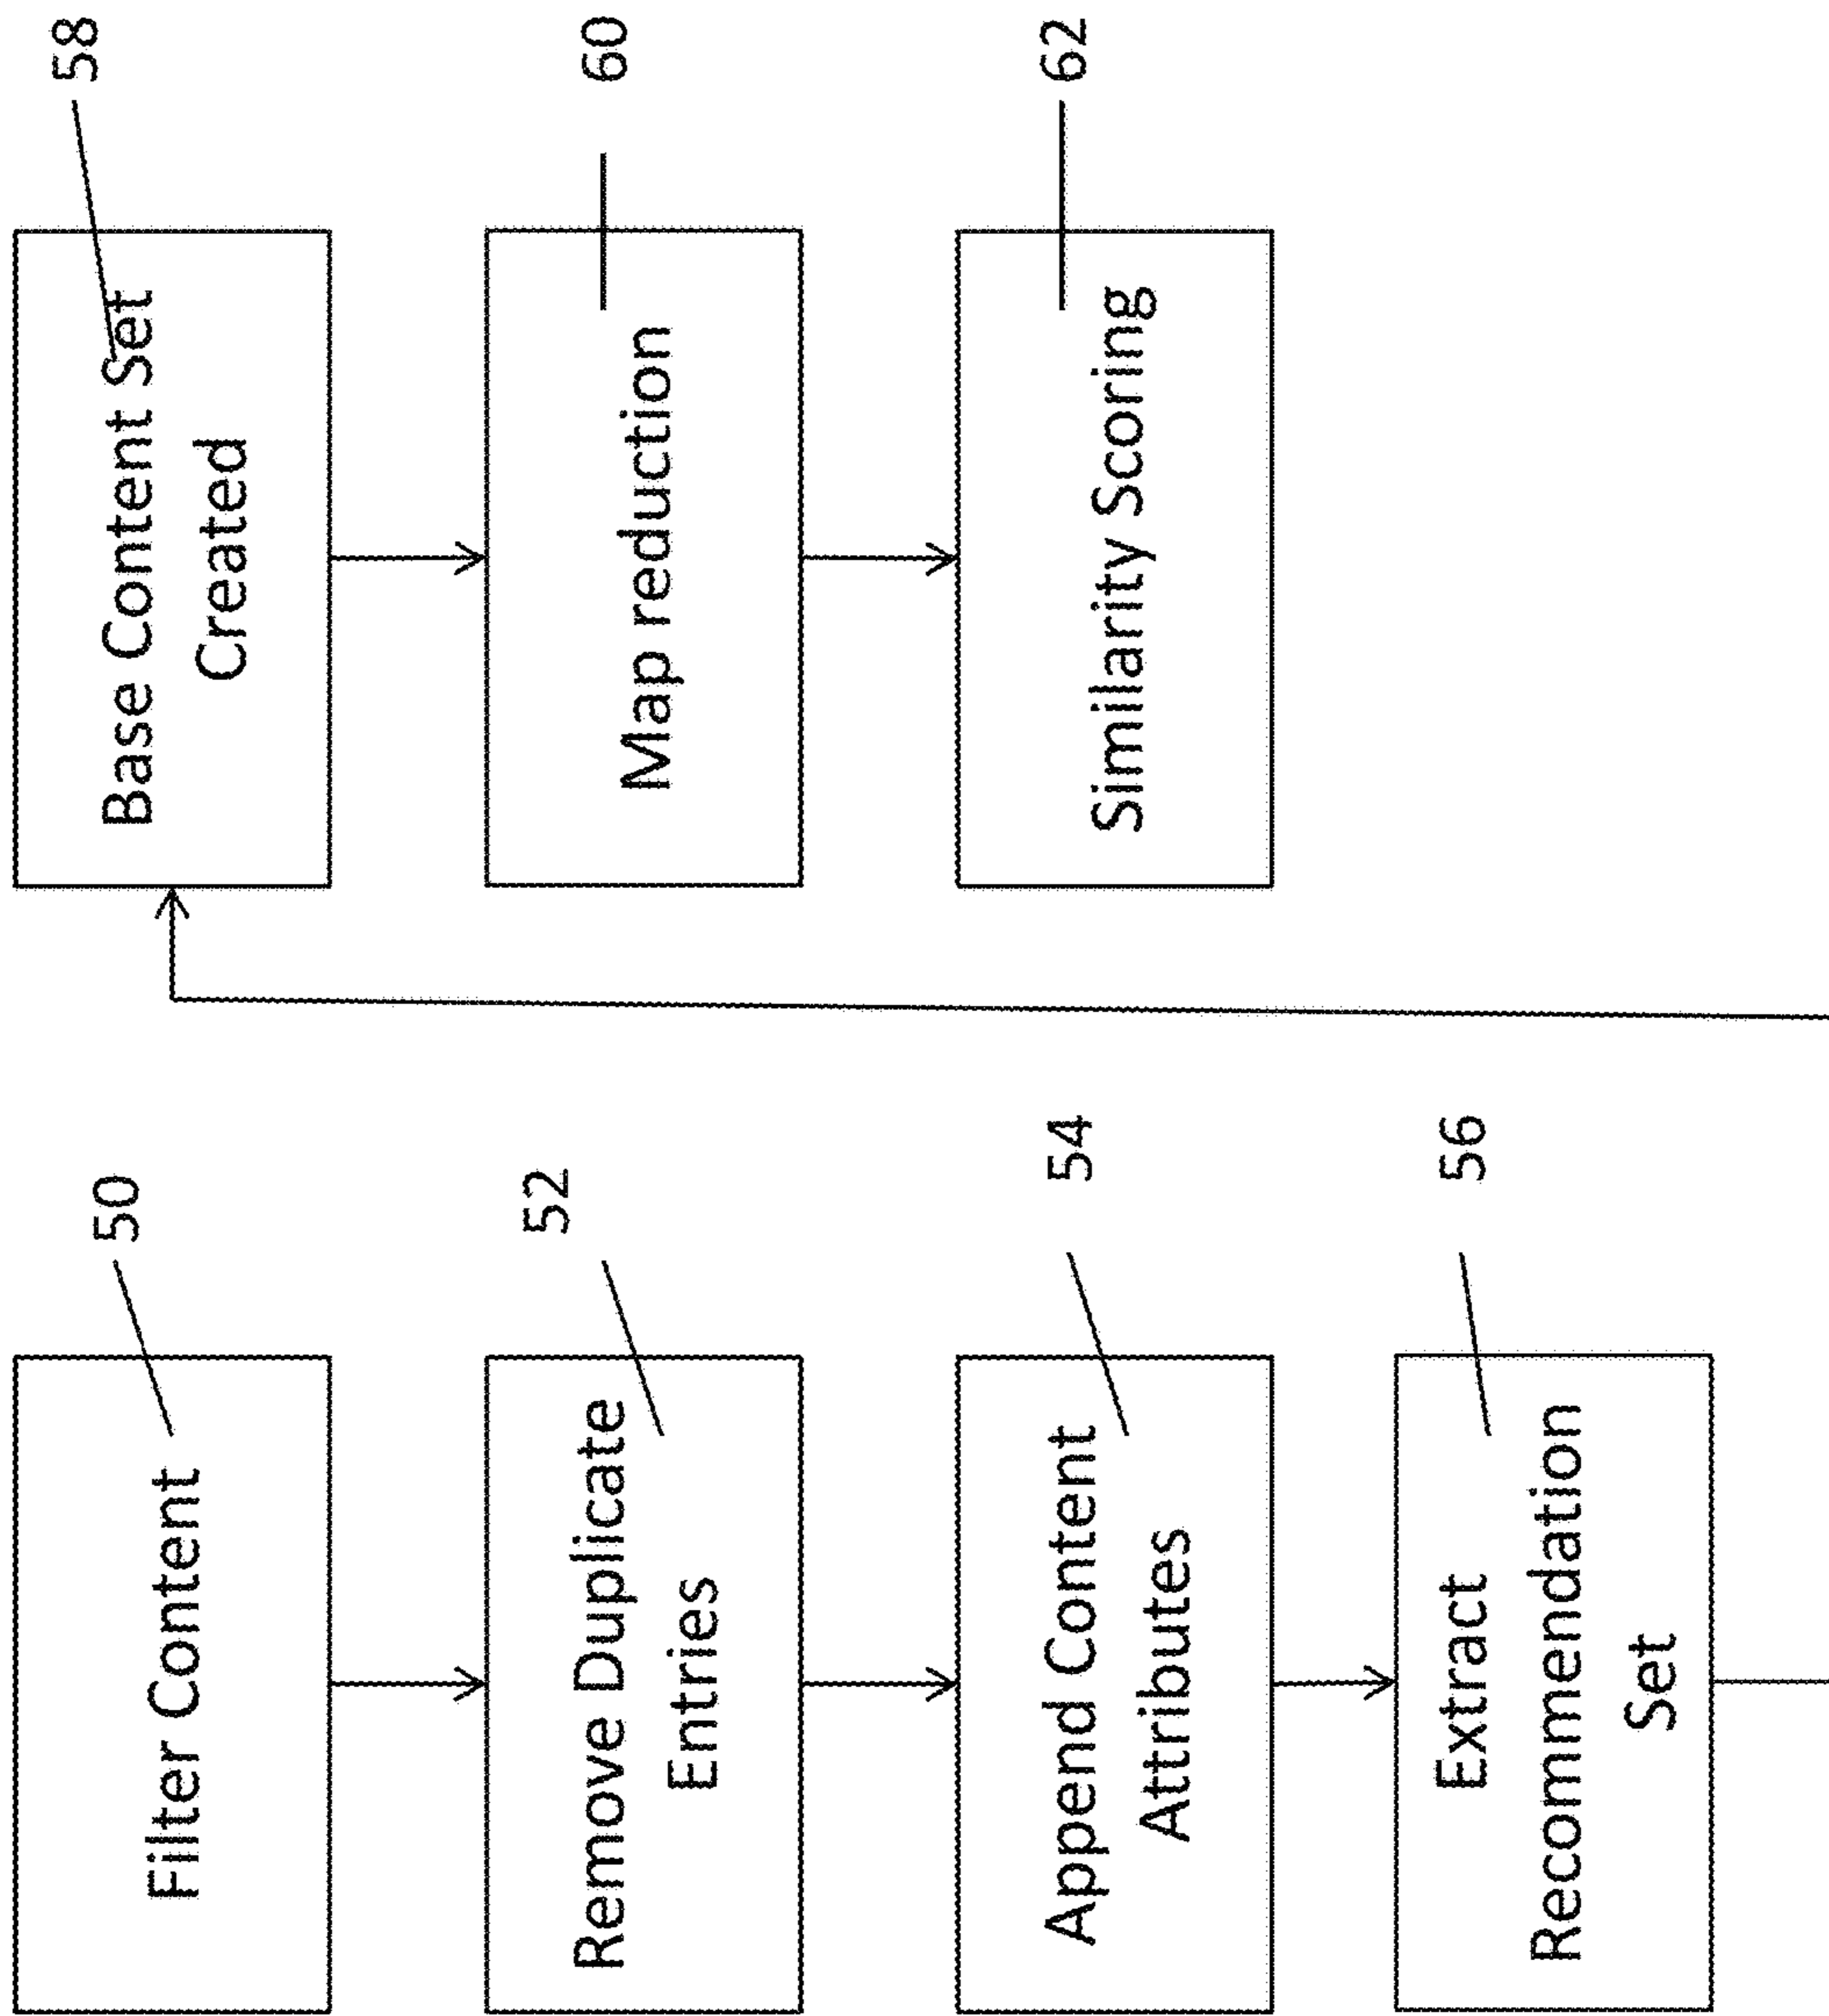 Filter Content
50
Remove Duplicate
Entries
52
Append Content
Attributes
54
Extract
Recommendation
Set
56
Base Content Set
Created
58
Map reduction
60
Similarity Scoring
62